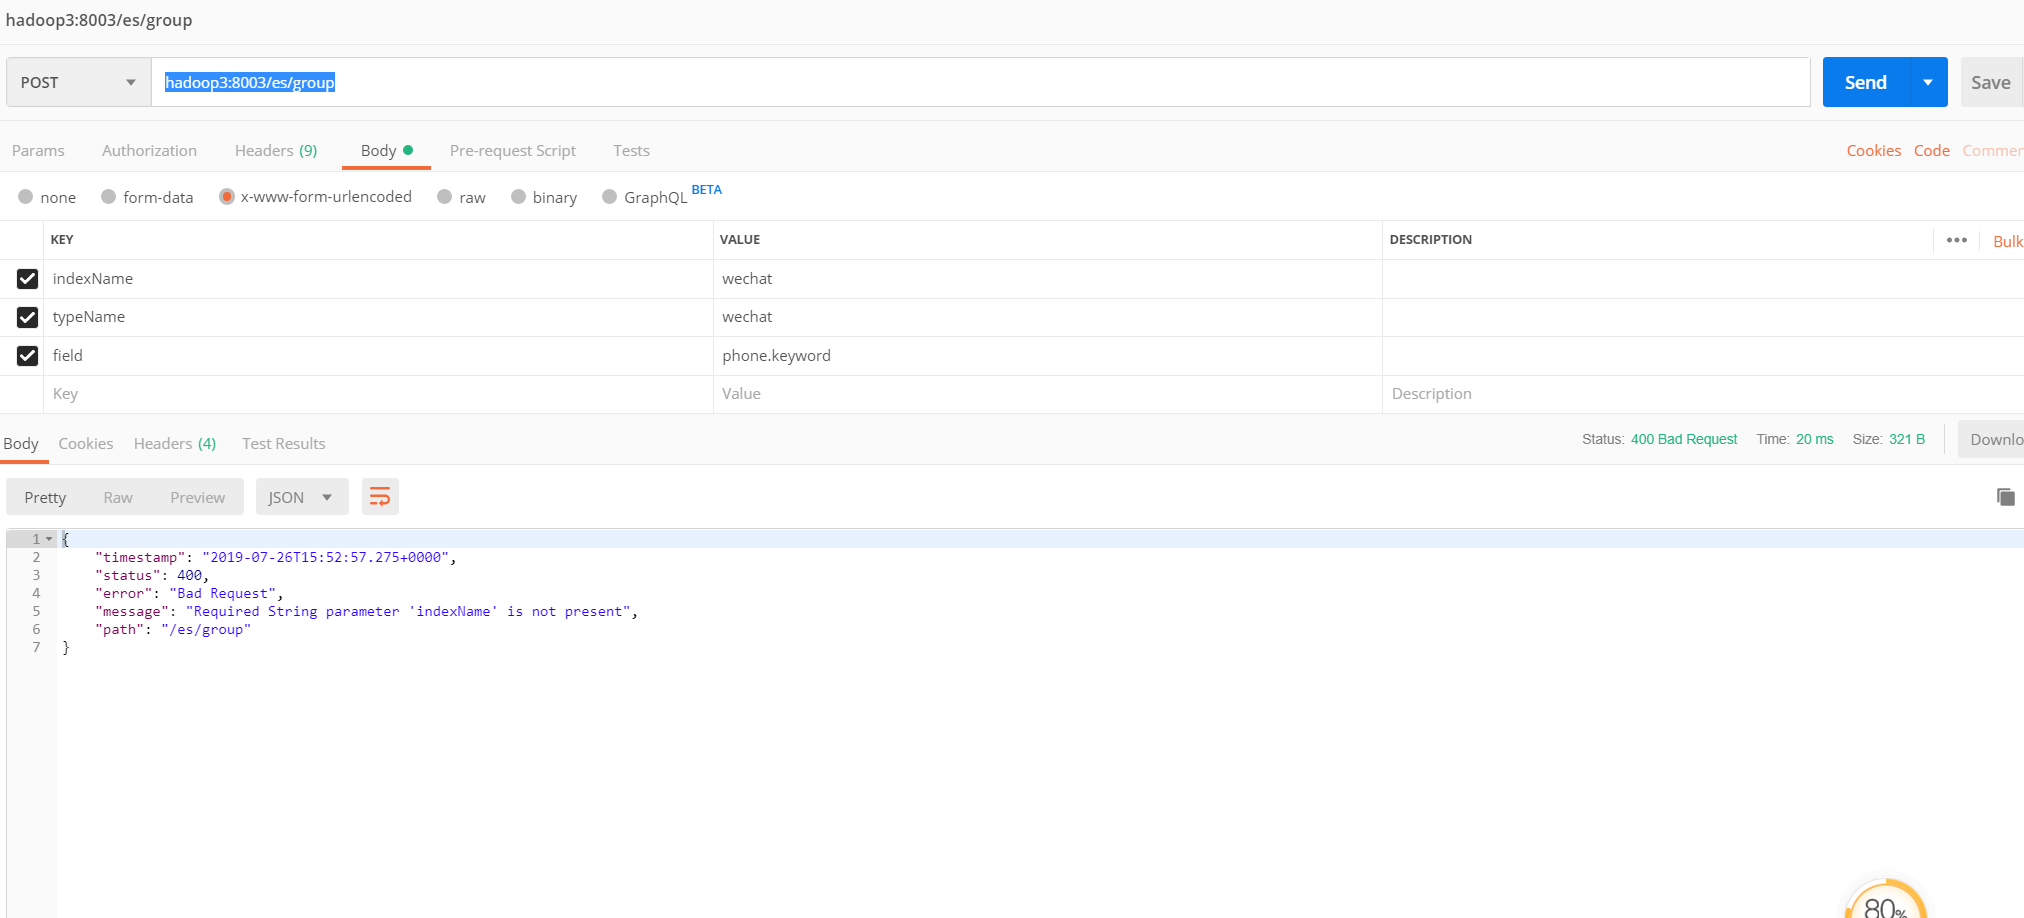 hadoop3:8003/es/group
POST hadoop3:8003/es/group Send Save
Params Authorization Headers (9) Body Pre-request Script Tests Cookies Code Commen
none form-data x-www-form-urlencoded raw binary GraphQL BETA
KEY VALUE DESCRIPTION ••• Bulk
indexName wechat
typeName wechat
field phone.keyword
Key Value Description
Body Cookies Headers (4) Test Results Status: 400 Bad Request Time: 20 ms Size: 321 B Downlo
Pretty Raw Preview JSON
1 {
2 "timestamp": "2019-07-26T15:52:57.275+0000",
3 "status": 400,
4 "error": "Bad Request",
5 "message": "Required String parameter 'indexName' is not present",
6 "path": "/es/group"
7 }
80%